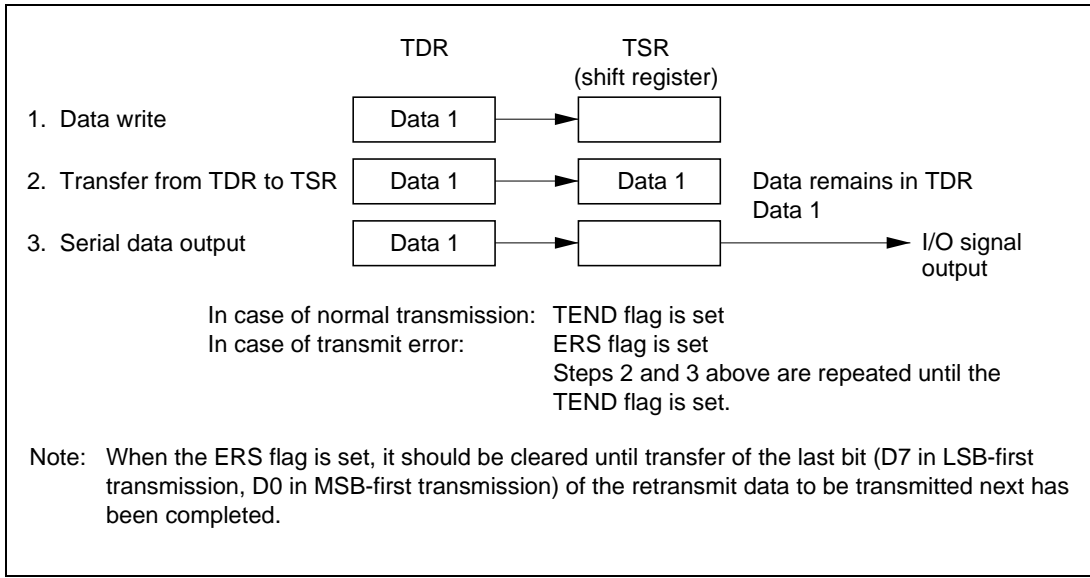 TDR TSR
(shift register)
1. Data write Data 1
2. Transfer from TDR to TSR Data 1 Data 1 Data remains in TDR
Data 1
3. Serial data output Data 1 I/O signal
output
In case of normal transmission: TEND flag is set
In case of transmit error: ERS flag is set
Steps 2 and 3 above are repeated until the
TEND flag is set.
Note: When the ERS flag is set, it should be cleared until transfer of the last bit (D7 in LSB-first
transmission, D0 in MSB-first transmission) of the retransmit data to be transmitted next has
been completed.